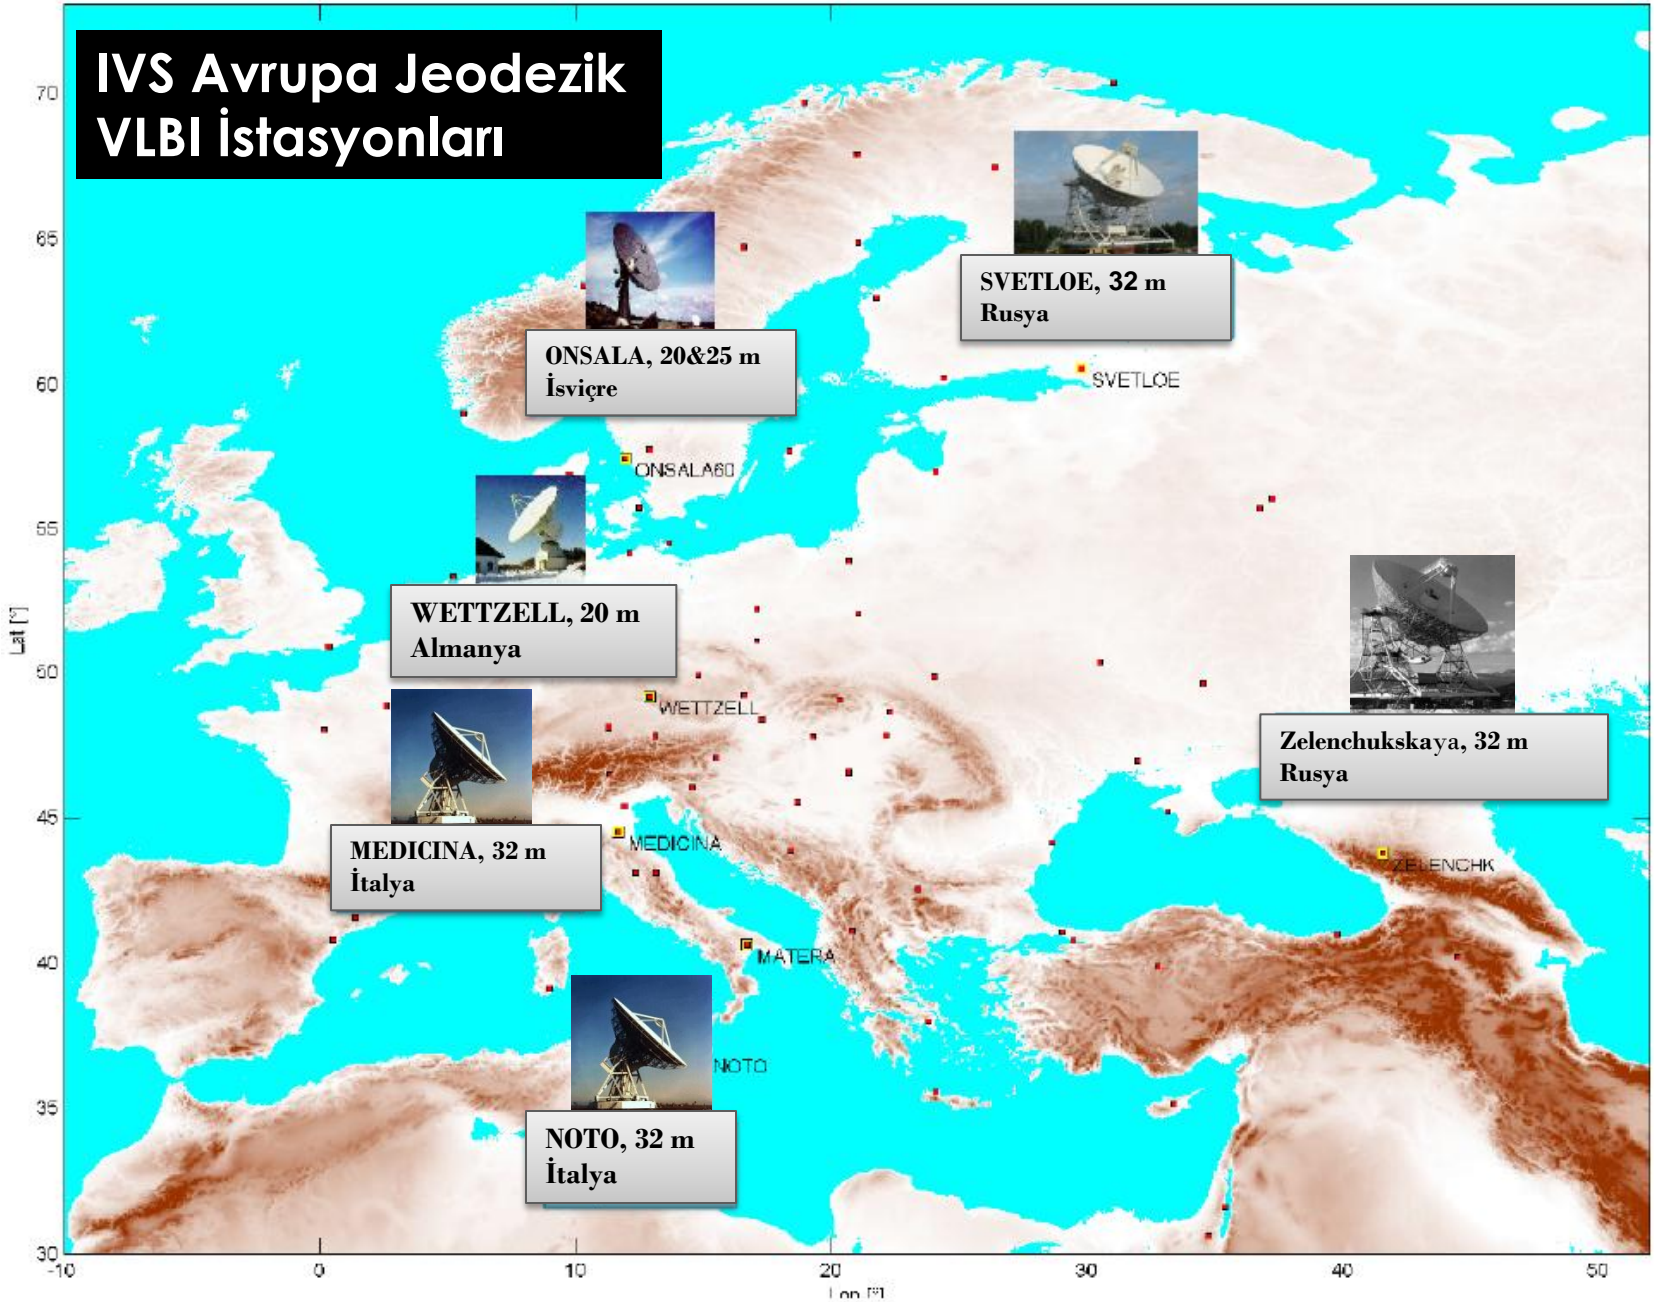 IVS Avrupa Jeodezik
VLBI İstasyonları
SVETLOE, 32 m
Rusya
ONSALA, 20&25 m
İsviçre
SVETLOE
ONSALA60
WETTZELL, 20 m
Almanya
WETTZELL
Zelenchukskaya, 32 m
Rusya
MEDICINA, 32 m
İtalya
MEDICINA
ZELENCHK
MATERA
NOTO
NOTO, 32 m
İtalya
Lat [°]
70
65
60
55
50
45
40
35
30
-10
0
10
20
30
40
50
Lon [°]